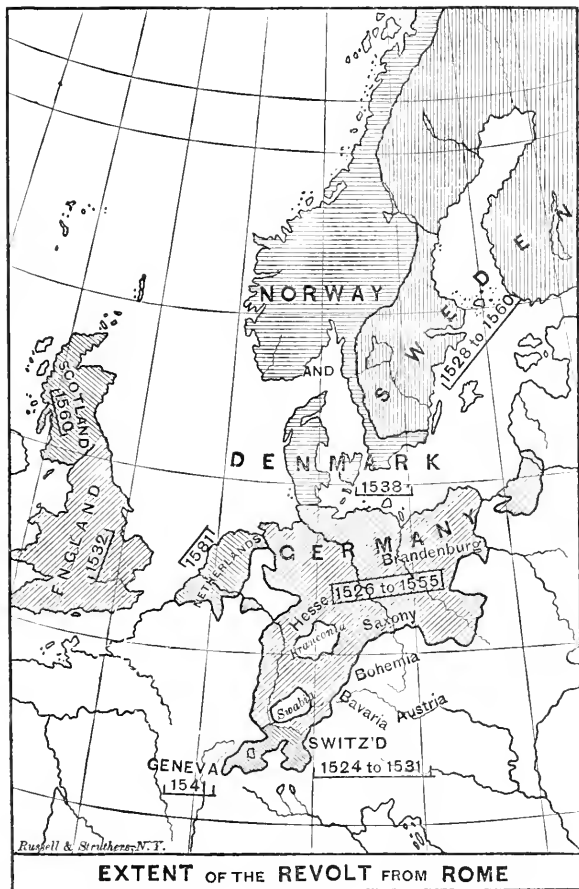 NORWAY
AND
DENMARK
1538
SWEDEN
1528 to 1560
SCOTLAND
1560
ENGLAND
1532
1581
NETHERLANDS
GERMANY
Brandenburg
1526 to 1555
Hesse
Saxony
Franconia
Bohemia
Swabia
Bavaria
Austria
SWITZ'D
1524 to 1531
GENEVA
1541
Russell & Struthers, N.Y.
EXTENT OF THE REVOLT FROM ROME